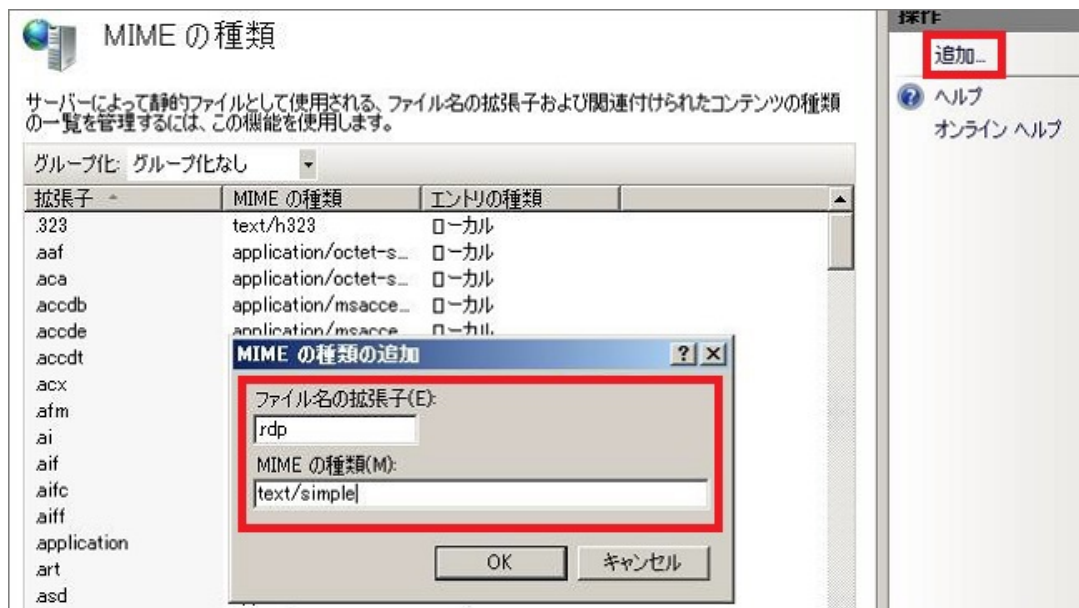 MIME の種類
サーバーによって静的ファイルとして使用される、ファイル名の拡張子および関連付けられたコンテンツの種類
の一覧を管理するには、この機能を使用します。
グループ化: グループ化なし
拡張子 MIME の種類 エントリの種類
.323 text/h323 ローカル
.aaf application/octet-s... ローカル
.aca application/octet-s... ローカル
.accdb application/msacce... ローカル
.accde application/msacce... ローカル
.accdt
.acx
.afm
.ai
.aif
.aifc
.aiff
.application
.art
.asd
MIME の種類の追加
ファイル名の拡張子(E):
.rdp
MIME の種類(M):
text/simple
OK キャンセル
操作
追加...
ヘルプ
オンライン ヘルプ